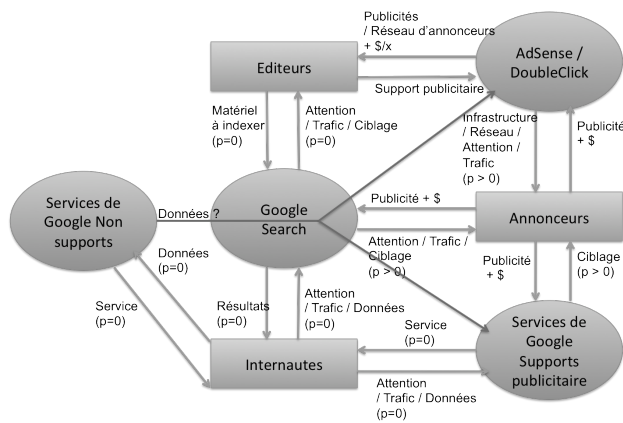 Publicités
/ Réseau d'annonceurs
+ $/x
AdSense /
DoubleClick
Editeurs
Support publicitaire
Matériel
à indexer
(p=0)
Attention
/ Trafic / Ciblage
(p=0)
Infrastructure
/ Réseau /
Attention /
Trafic
(p > 0)
Publicité
+ $
Services de
Google Non
supports
Données ?
Google
Search
Publicité + $
Annonceurs
Attention / Trafic /
Ciblage
(p > 0)
Données
(p=0)
Publicité
+ $
Ciblage
(p > 0)
Service
(p=0)
Résultats
(p=0)
Attention
/ Trafic / Données
(p=0)
Service
(p=0)
Services de
Google
Supports
publicitaire
Internautes
Attention
/ Trafic / Données
(p=0)